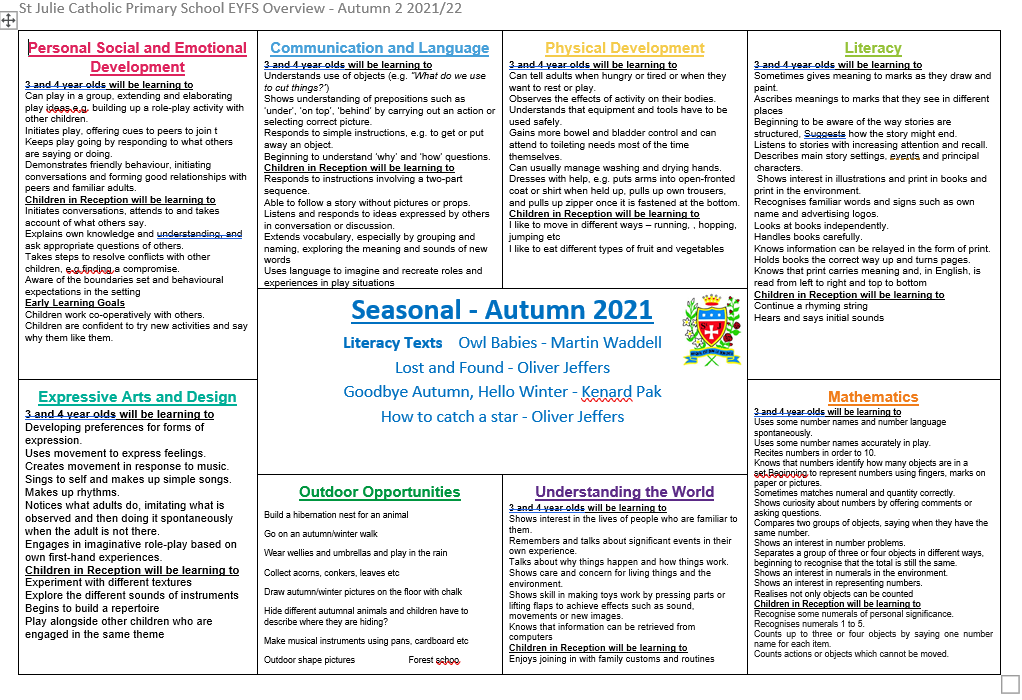 St Julie Catholic Primary School EYFS Overview - Autumn 2 2021/22
Personal Social and Emotional
Development
3 and 4 year olds will be learning to
Can play in a group, extending and elaborating
play ideas,e.g. building up a role-play activity with
other children.
Initiates play, offering cues to peers to join t
Keeps play going by responding to what others
are saying or doing.
Demonstrates friendly behaviour, initiating
conversations and forming good relationships with
peers and familiar adults.
Children in Reception will be learning to
Initiates conversations, attends to and takes
account of what others say.
Explains own knowledge and understanding, and
ask appropriate questions of others.
Takes steps to resolve conflicts with other
children, e.g.finding a compromise.
Aware of the boundaries set and behavioural
expectations in the setting
Early Learning Goals
Children work co-operatively with others.
Children are confident to try new activities and say
why them like them.
Communication and Language
3 and 4 year olds will be learning to
Understands use of objects (e.g. “What do we use
to cut things?”)
Shows understanding of prepositions such as
‘under’, ‘on top’, ‘behind’ by carrying out an action or
selecting correct picture.
Responds to simple instructions, e.g. to get or put
away an object.
Beginning to understand ‘why’ and ‘how’ questions.
Children in Reception will be learning to
Responds to instructions involving a two-part
sequence.
Able to follow a story without pictures or props.
Listens and responds to ideas expressed by others
in conversation or discussion.
Extends vocabulary, especially by grouping and
naming, exploring the meaning and sounds of new
words
Uses language to imagine and recreate roles and
experiences in play situations
Physical Development
3 and 4 year olds will be learning to
Can tell adults when hungry or tired or when they
want to rest or play.
Observes the effects of activity on their bodies.
Understands that equipment and tools have to be
used safely.
Gains more bowel and bladder control and can
attend to toileting needs most of the time
themselves.
Can usually manage washing and drying hands.
Dresses with help, e.g. puts arms into open-fronted
coat or shirt when held up, pulls up own trousers,
and pulls up zipper once it is fastened at the bottom.
Children in Reception will be learning to
I like to move in different ways – running, , hopping,
jumping etc
I like to eat different types of fruit and vegetables
Literacy
3 and 4 year olds will be learning to
Sometimes gives meaning to marks as they draw and
paint.
Ascribes meanings to marks that they see in different
places
Beginning to be aware of the way stories are
structured, Suggests how the story might end.
Listens to stories with increasing attention and recall.
Describes main story settings, events and principal
characters.
Shows interest in illustrations and print in books and
print in the environment.
Recognises familiar words and signs such as own
name and advertising logos.
Looks at books independently.
Handles books carefully.
Knows information can be relayed in the form of print.
Holds books the correct way up and turns pages.
Knows that print carries meaning and, in English, is
read from left to right and top to bottom
Children in Reception will be learning to
Continue a rhyming string
Hears and says initial sounds
Seasonal - Autumn 2021
Literacy Texts Owl Babies - Martin Waddell
Lost and Found - Oliver Jeffers
Goodbye Autumn, Hello Winter - Kenard Pak
How to catch a star - Oliver Jeffers
Expressive Arts and Design
3 and 4 year olds will be learning to
Developing preferences for forms of
expression.
Uses movement to express feelings.
Creates movement in response to music.
Sings to self and makes up simple songs.
Makes up rhythms.
Notices what adults do, imitating what is
observed and then doing it spontaneously
when the adult is not there.
Engages in imaginative role-play based on
own first-hand experiences.
Children in Reception will be learning to
Experiment with different textures
Explore the different sounds of instruments
Begins to build a repertoire
Play alongside other children who are
engaged in the same theme
Outdoor Opportunities
Build a hibernation nest for an animal
Go on an autumn/winter walk
Wear wellies and umbrellas and play in the rain
Collect acorns, conkers, leaves etc
Draw autumn/winter pictures on the floor with chalk
Hide different autumnal animals and children have to
describe where they are hiding?
Make musical instruments using pans, cardboard etc
Outdoor shape pictures Forest schoo
Understanding the World
3 and 4 year olds will be learning to
Shows interest in the lives of people who are familiar to
them.
Remembers and talks about significant events in their
own experience.
Talks about why things happen and how things work.
Shows care and concern for living things and the
environment.
Shows skill in making toys work by pressing parts or
lifting flaps to achieve effects such as sound,
movements or new images.
Knows that information can be retrieved from
computers
Children in Reception will be learning to
Enjoys joining in with family customs and routines
Mathematics
3 and 4 year olds will be learning to
Uses some number names and number language
spontaneously.
Uses some number names accurately in play.
Recites numbers in order to 10.
Knows that numbers identify how many objects are in a
set.Beginning to represent numbers using fingers, marks on
paper or pictures.
Sometimes matches numeral and quantity correctly.
Shows curiosity about numbers by offering comments or
asking questions.
Compares two groups of objects, saying when they have the
same number.
Shows an interest in number problems.
Separates a group of three or four objects in different ways,
beginning to recognise that the total is still the same.
Shows an interest in numerals in the environment.
Shows an interest in representing numbers.
Realises not only objects can be counted
Children in Reception will be learning to
Recognise some numerals of personal significance.
Recognises numerals 1 to 5.
Counts up to three or four objects by saying one number
name for each item.
Counts actions or objects which cannot be moved.